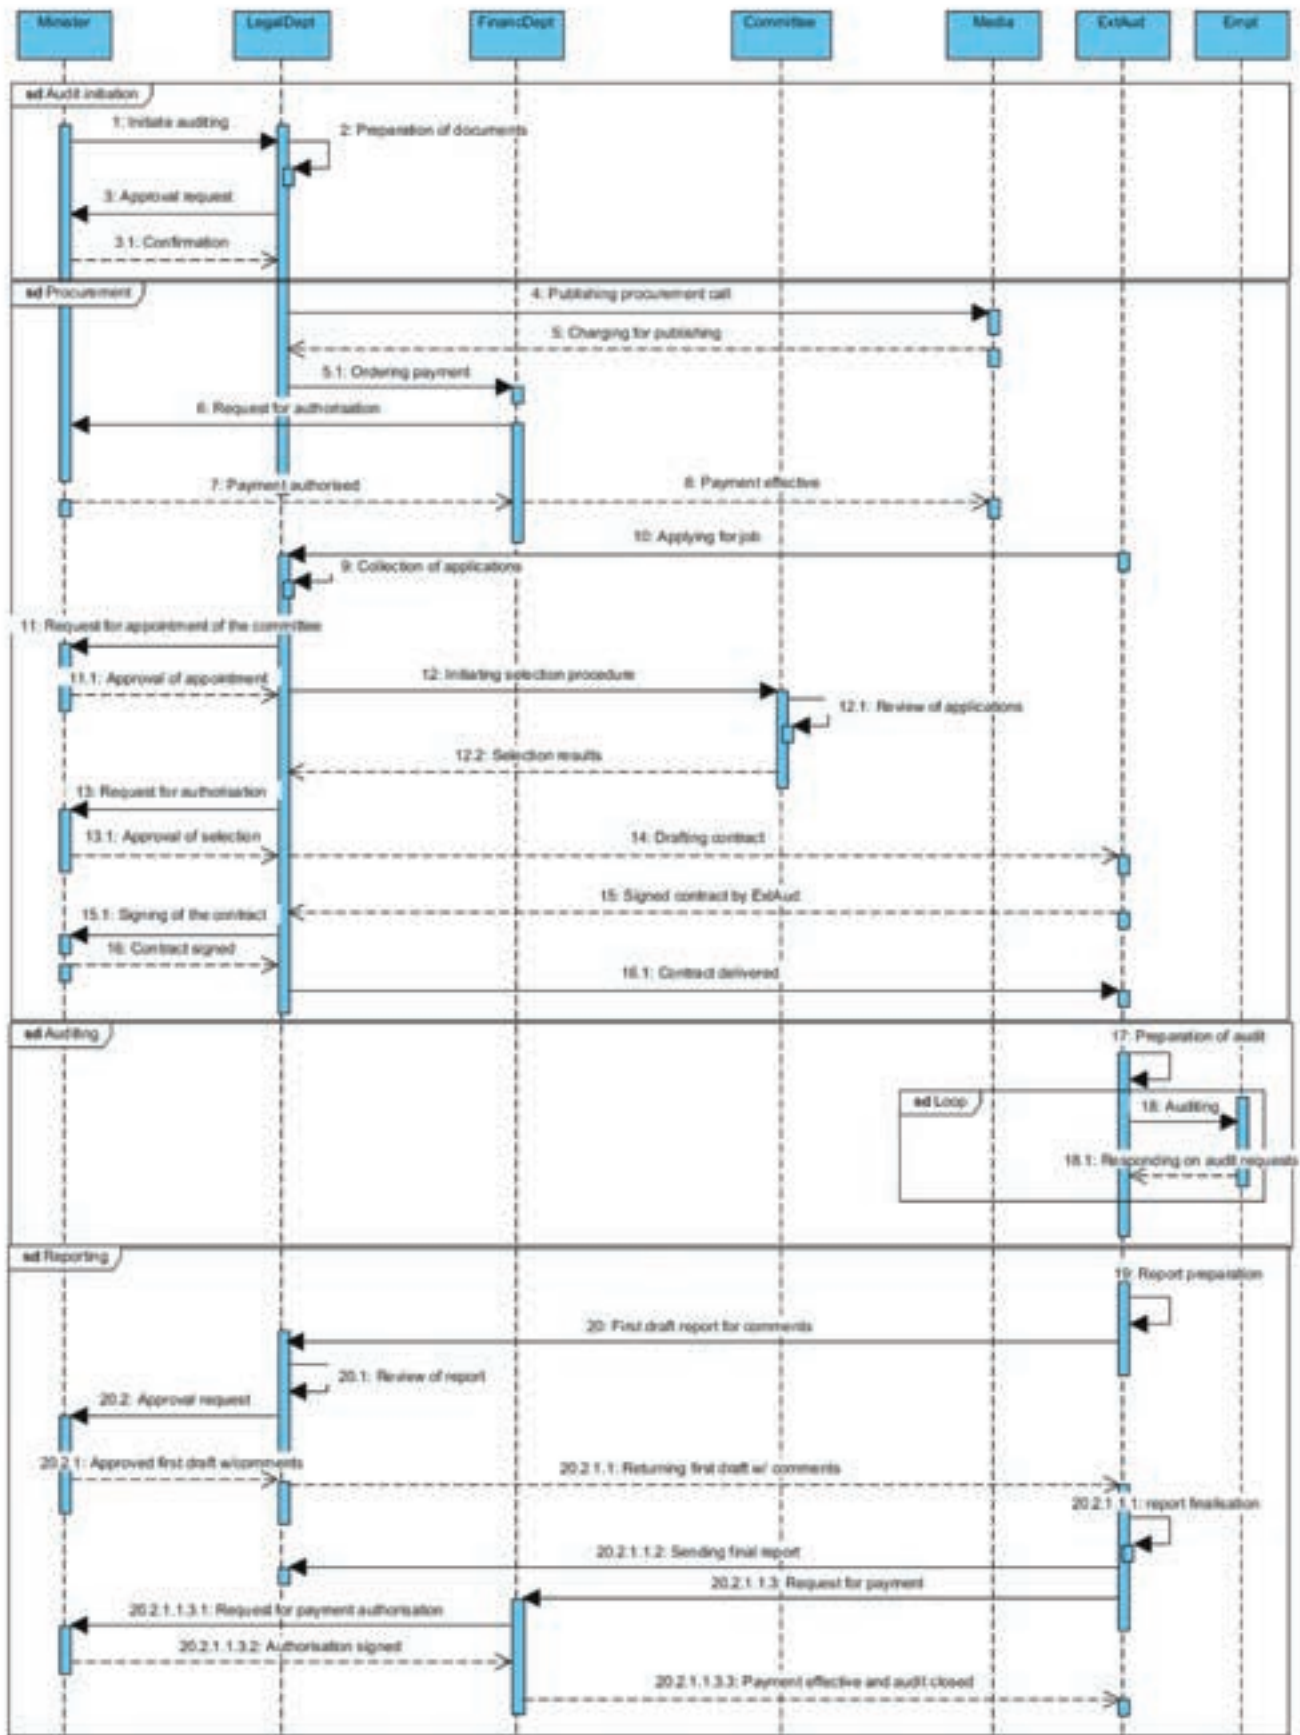 Minister
LegalDept
FinancDept
Committee
Media
ExtAud
Empl
sd Audit initiation
1: Initiate auditing
2: Preparation of documents
3: Approval request
3.1: Confirmation
sd Procurement
4: Publishing procurement call
5: Charging for publishing
5.1: Ordering payment
6: Request for authorisation
7: Payment authorised
8: Payment effective
10: Applying for job
9: Collection of applications
11: Request for appointment of the committee
11.1: Approval of appointment
12: Initiating selection procedure
12.1: Review of applications
12.2: Selection results
13: Request for authorisation
13.1: Approval of selection
14: Drafting contract
15: Signed contract by ExtAud
15.1: Signing of the contract
16: Contract signed
16.1: Contract delivered
sd Auditing
17: Preparation of audit
sd Loop
18: Auditing
18.1: Responding on audit requests
sd Reporting
19: Report preparation
20: First draft report for comments
20.1: Review of report
20.2: Approval request
20.2.1: Approved first draft w/comments
20.2.1.1: Returning first draft w/ comments
20.2.1.1.1: report finalisation
20.2.1.1.2: Sending final report
20.2.1.1.3: Request for payment
20.2.1.1.3.1: Request for payment authorisation
20.2.1.1.3.2: Authorisation signed
20.2.1.1.3.3: Payment effective and audit closed